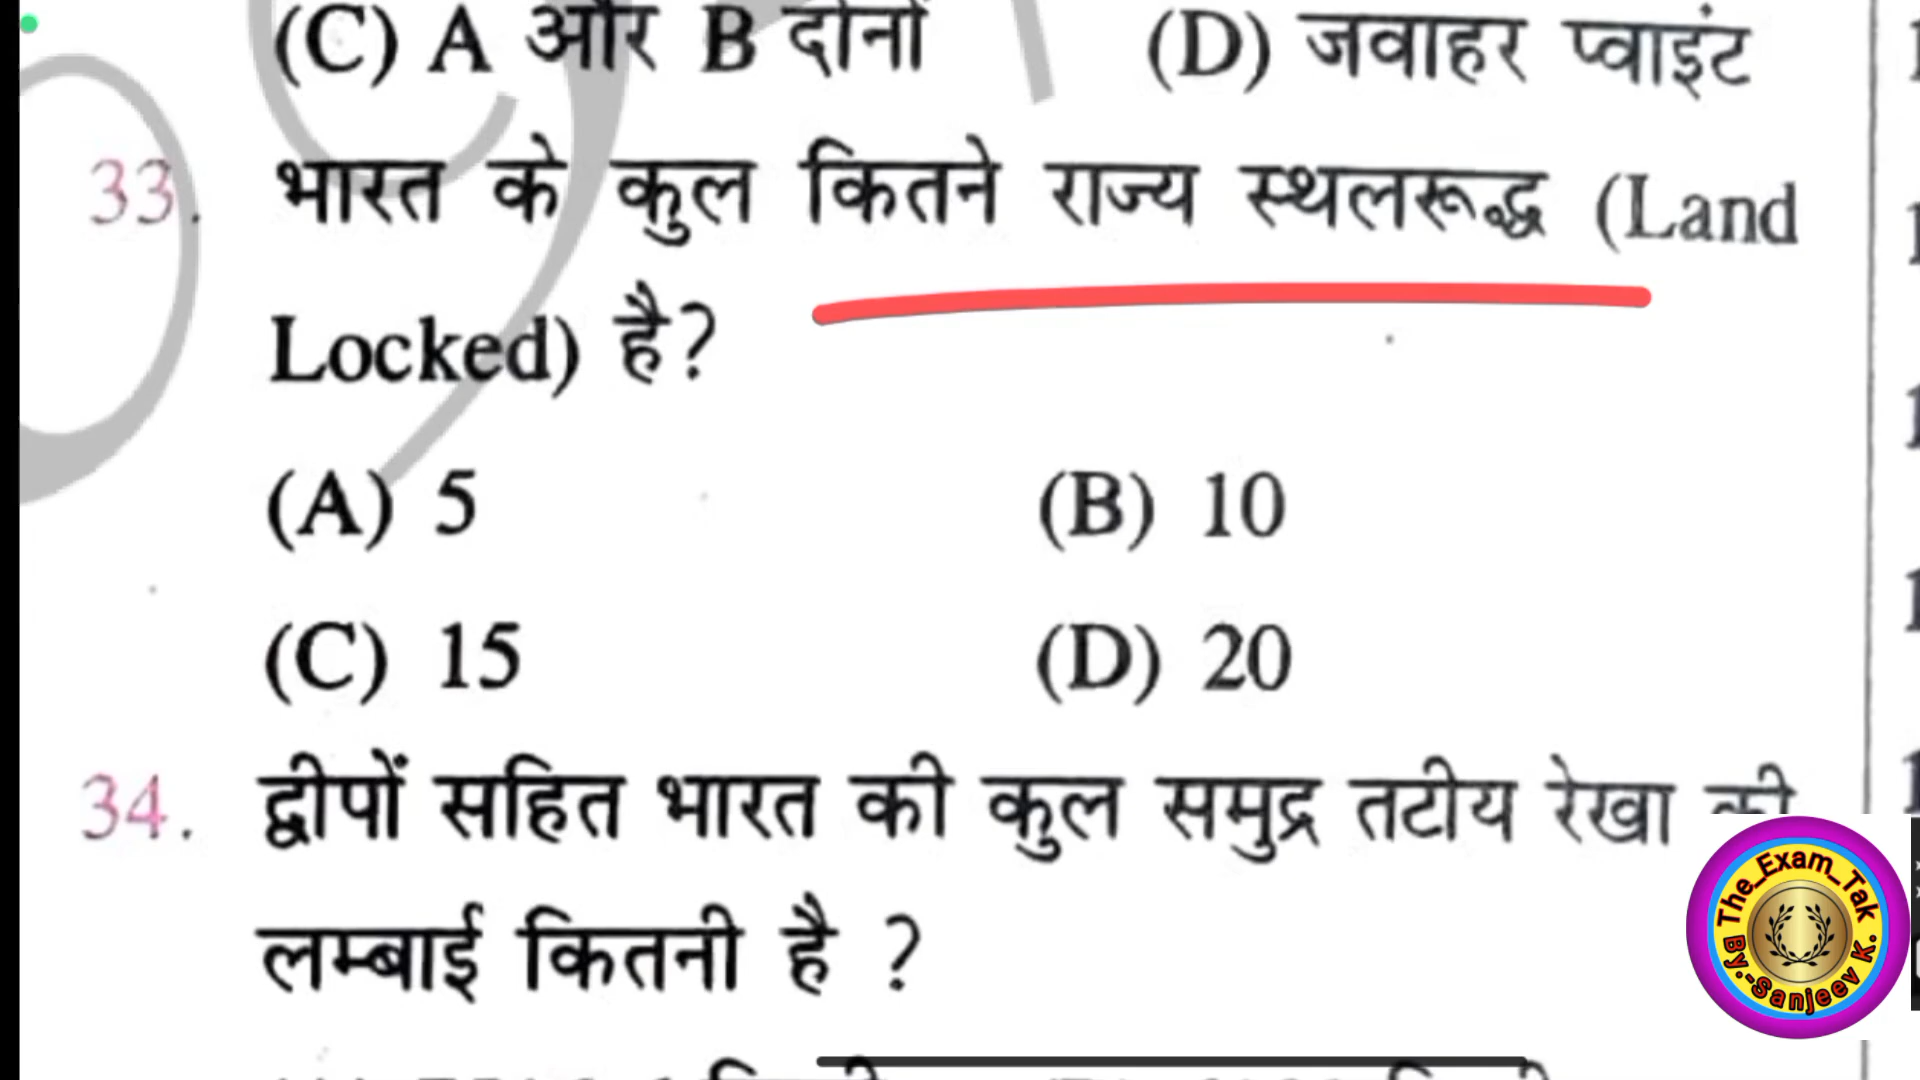 (C) A और B दोनों (D) जवाहर प्वाइंट
33. भारत के कुल कितने राज्य स्थलरूद्ध (Land
Locked) है?
(A) 5 (B) 10
(C) 15 (D) 20
34. द्वीपों सहित भारत की कुल समुद्र तटीय रेखा की
लम्बाई कितनी है ?
The_Exam_Tak
By.-Sanjeev K.